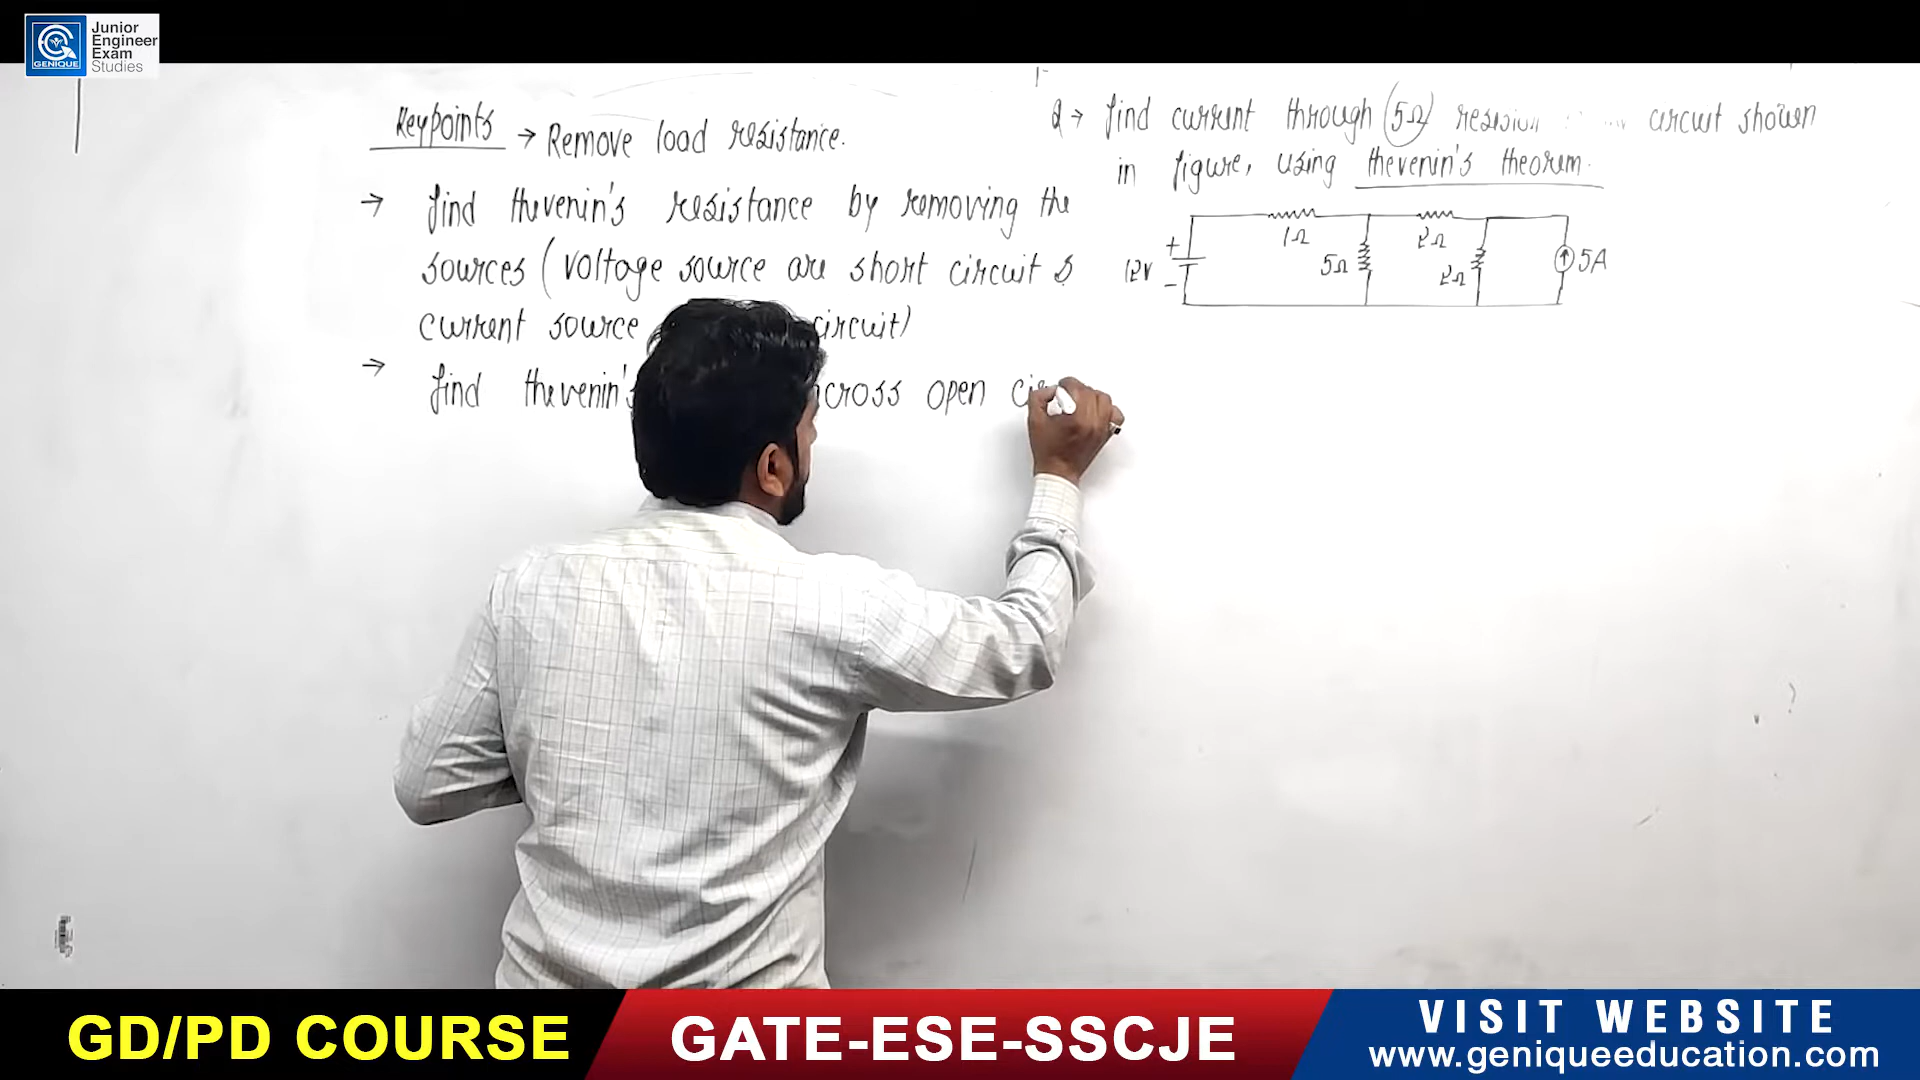 GENIQUE
Junior
Engineer
Exam
Studies
Keypoints → Remove load resistance.
→ find thevenin's resistance by removing the
sources (voltage source are short circuit &
current source circuit)
→ find thevenin's across open
Q → find current through (5Ω) circuit shown
in figure, using thevenin's theorem.
1Ω 2Ω
+ 12V - 5Ω 2Ω 5A
GD/PD COURSE
GATE-ESE-SSCJE
VISIT WEBSITE
www.geniqueeducation.com